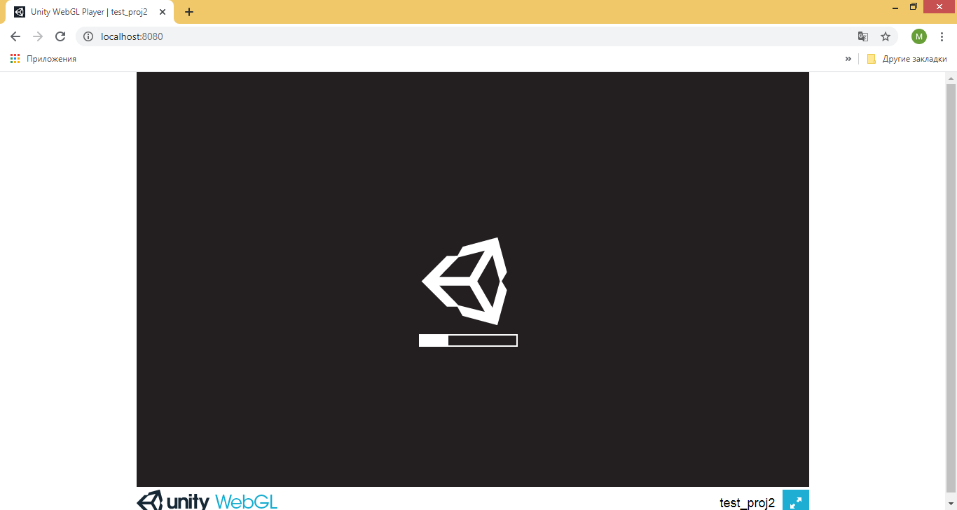 Unity WebGL Player | test_proj2
localhost:8080
M
Приложения
»
Другие закладки
unity WebGL
test_proj2